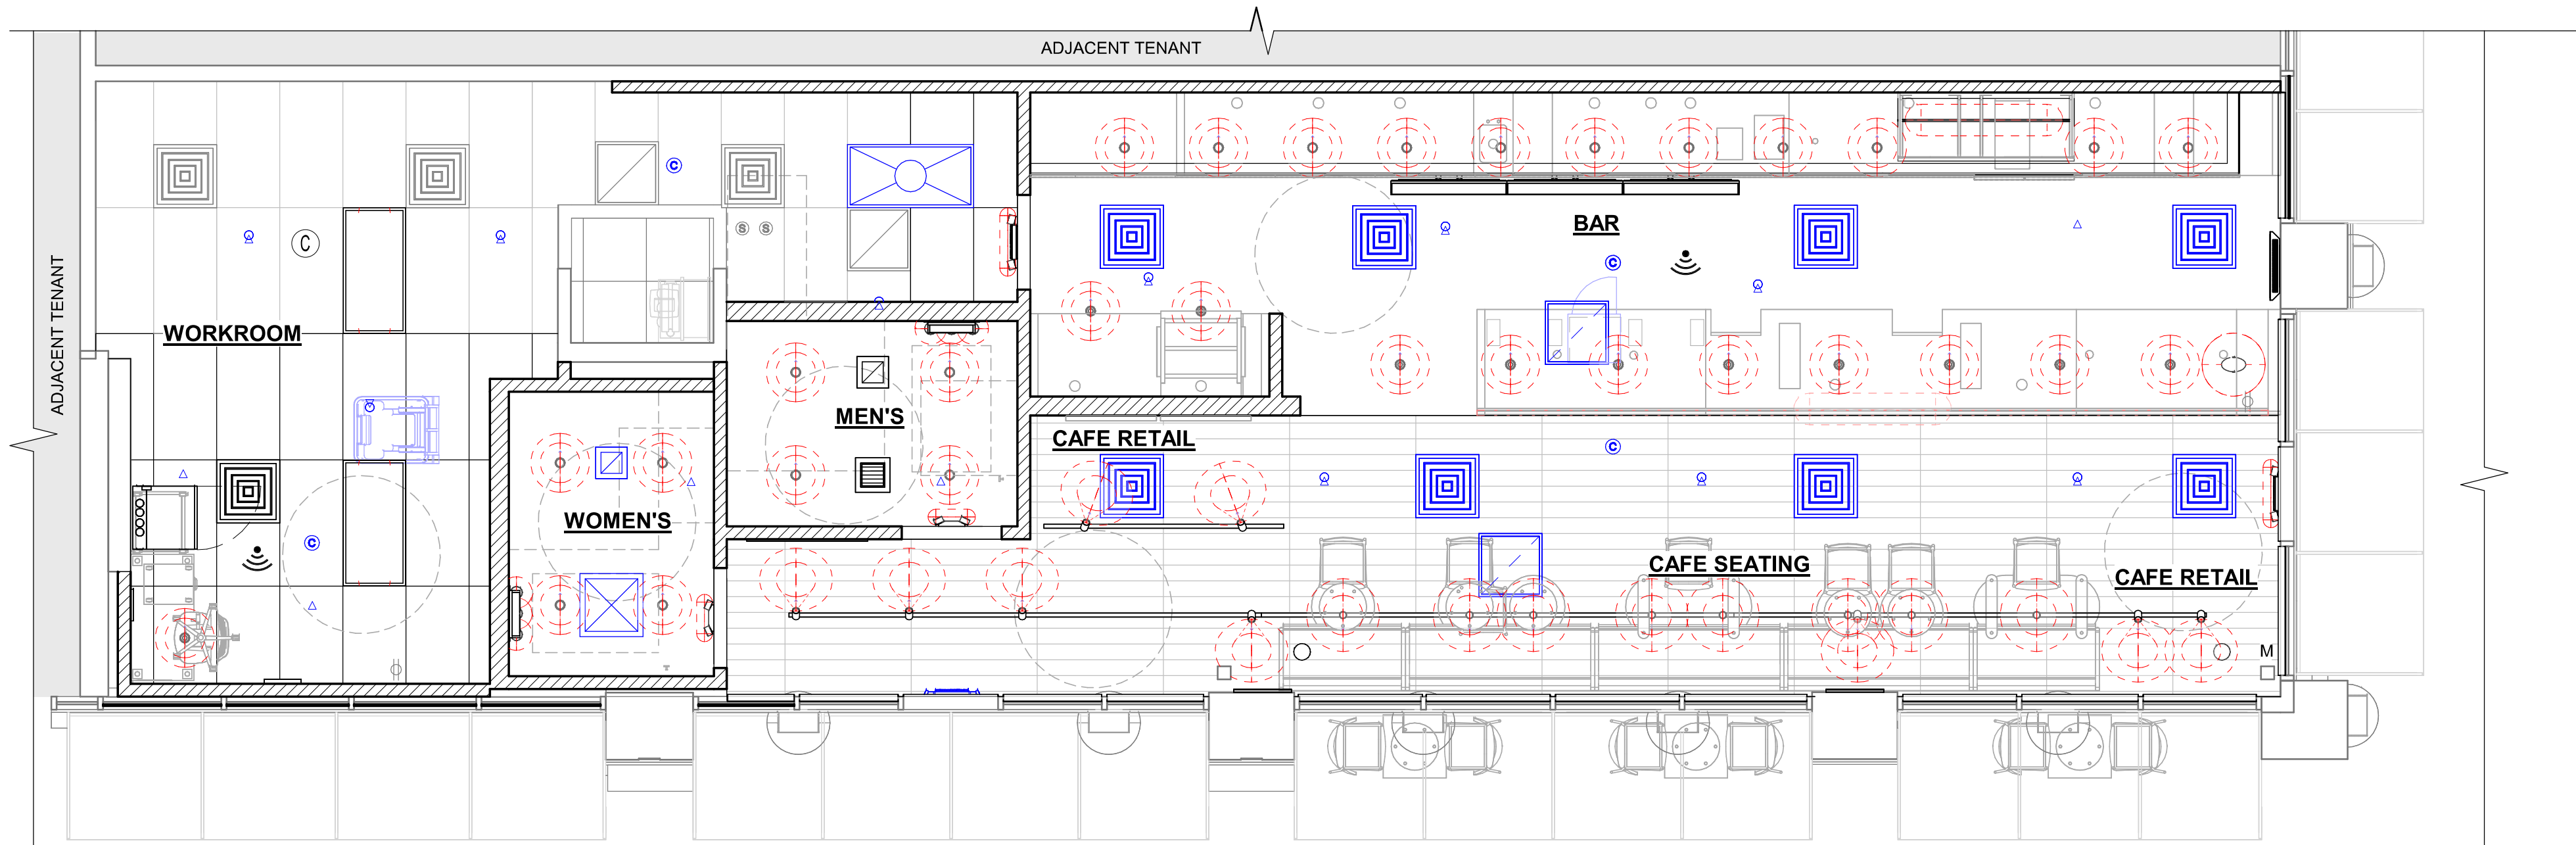 ADJACENT TENANT
ADJACENT TENANT
C
S S
BAR
C
C
WORKROOM
MEN'S
CAFE RETAIL
C
WOMEN'S
C
CAFE SEATING
CAFE RETAIL
M